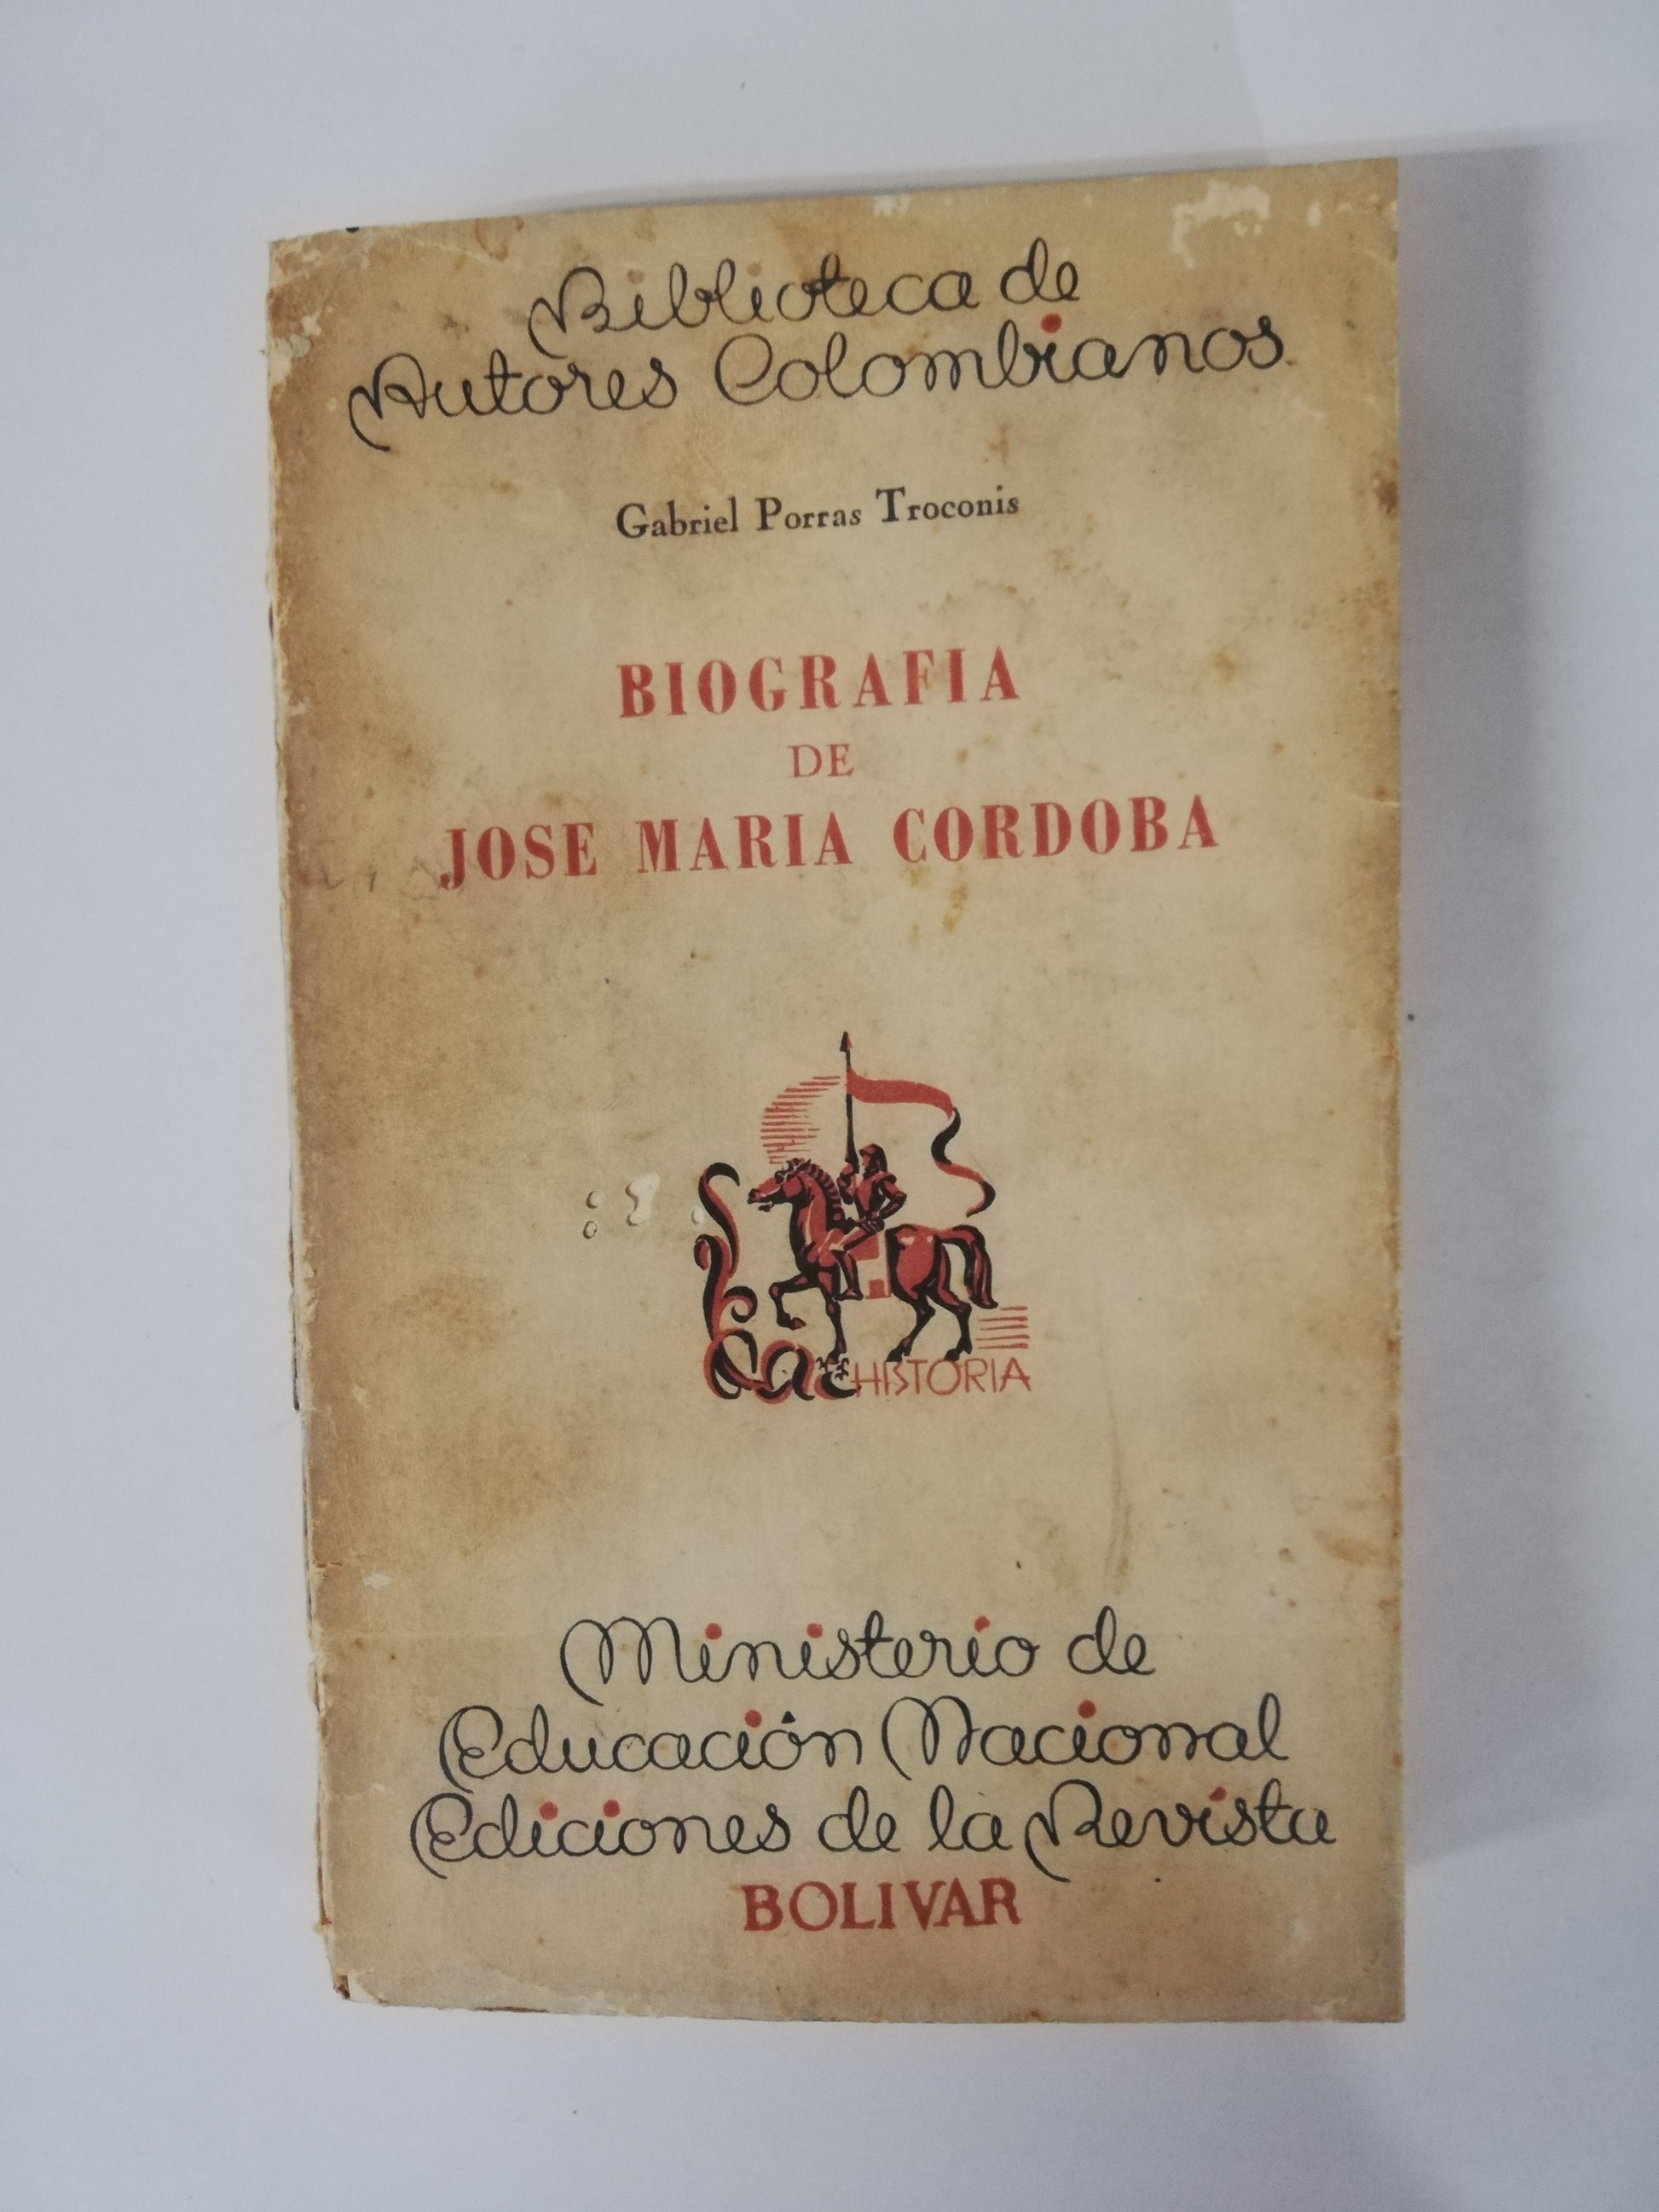 Biblioteca de
Autores Colombianos
Gabriel Porras Troconis
BIOGRAFIA
DE
JOSE MARIA CORDOBA
La HISTORIA
Ministerio de
Educación Nacional
Ediciones de la Revista
BOLIVAR